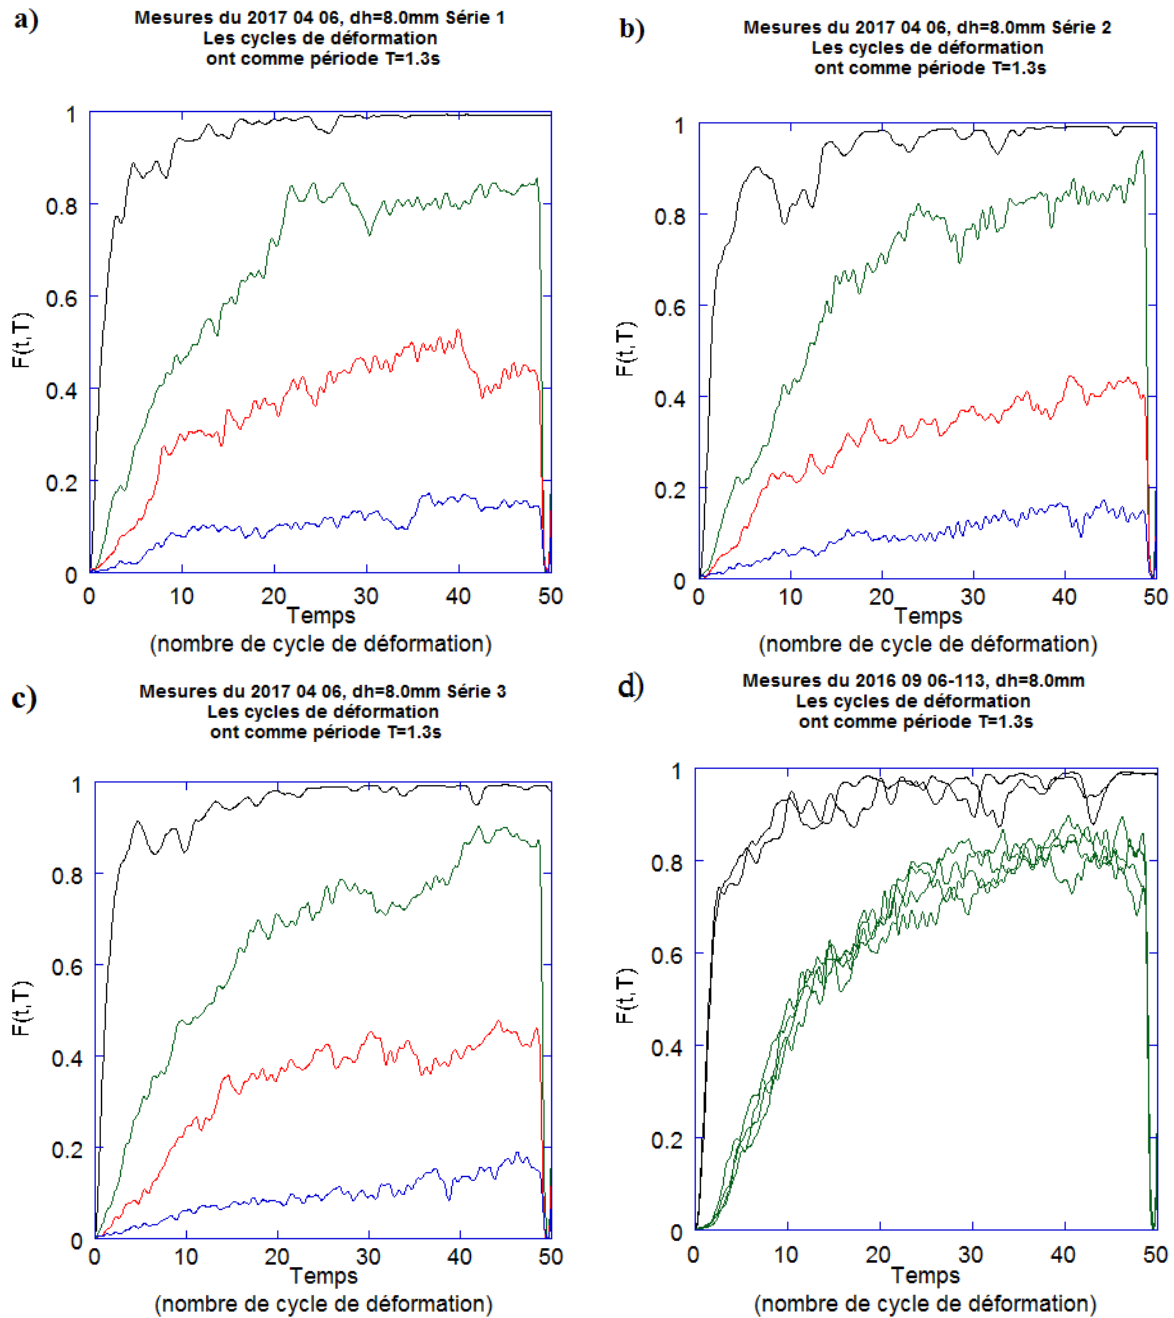 a)
Mesures du 2017 04 06, dh=8.0mm Série 1
Les cycles de déformation
ont comme période T=1.3s
1
0.8
0.6
0.4
0.2
0
F(t,T)
0 10 20 30 40 50
Temps
(nombre de cycle de déformation)
b)
Mesures du 2017 04 06, dh=8.0mm Série 2
Les cycles de déformation
ont comme période T=1.3s
1
0.8
0.6
0.4
0.2
0
F(t,T)
0 10 20 30 40 50
Temps
(nombre de cycle de déformation)
c)
Mesures du 2017 04 06, dh=8.0mm Série 3
Les cycles de déformation
ont comme période T=1.3s
1
0.8
0.6
0.4
0.2
0
F(t,T)
0 10 20 30 40 50
Temps
(nombre de cycle de déformation)
d)
Mesures du 2016 09 06-113, dh=8.0mm
Les cycles de déformation
ont comme période T=1.3s
1
0.8
0.6
0.4
0.2
0
F(t,T)
0 10 20 30 40 50
Temps
(nombre de cycle de déformation)